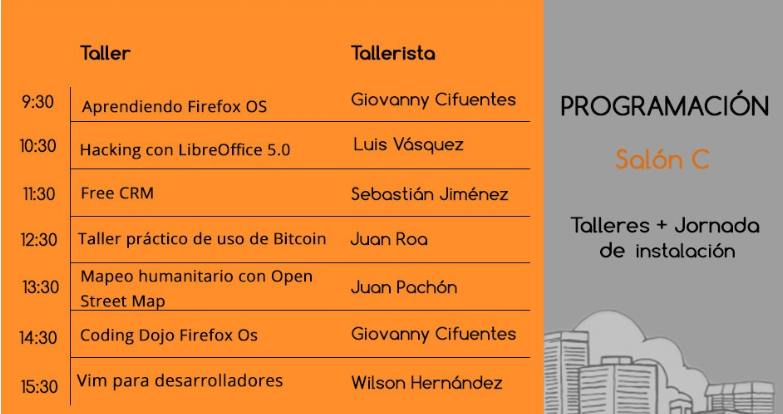 Taller Tallerista
9:30 Aprendiendo Firefox OS Giovanny Cifuentes
10:30 Hacking con LibreOffice 5.0 Luis Vásquez
11:30 Free CRM Sebastián Jiménez
12:30 Taller práctico de uso de Bitcoin Juan Roa
13:30 Mapeo humanitario con Open
Street Map Juan Pachón
14:30 Coding Dojo Firefox Os Giovanny Cifuentes
15:30 Vim para desarrolladores Wilson Hernández
PROGRAMACIÓN
Salón C
Talleres + Jornada
de instalación